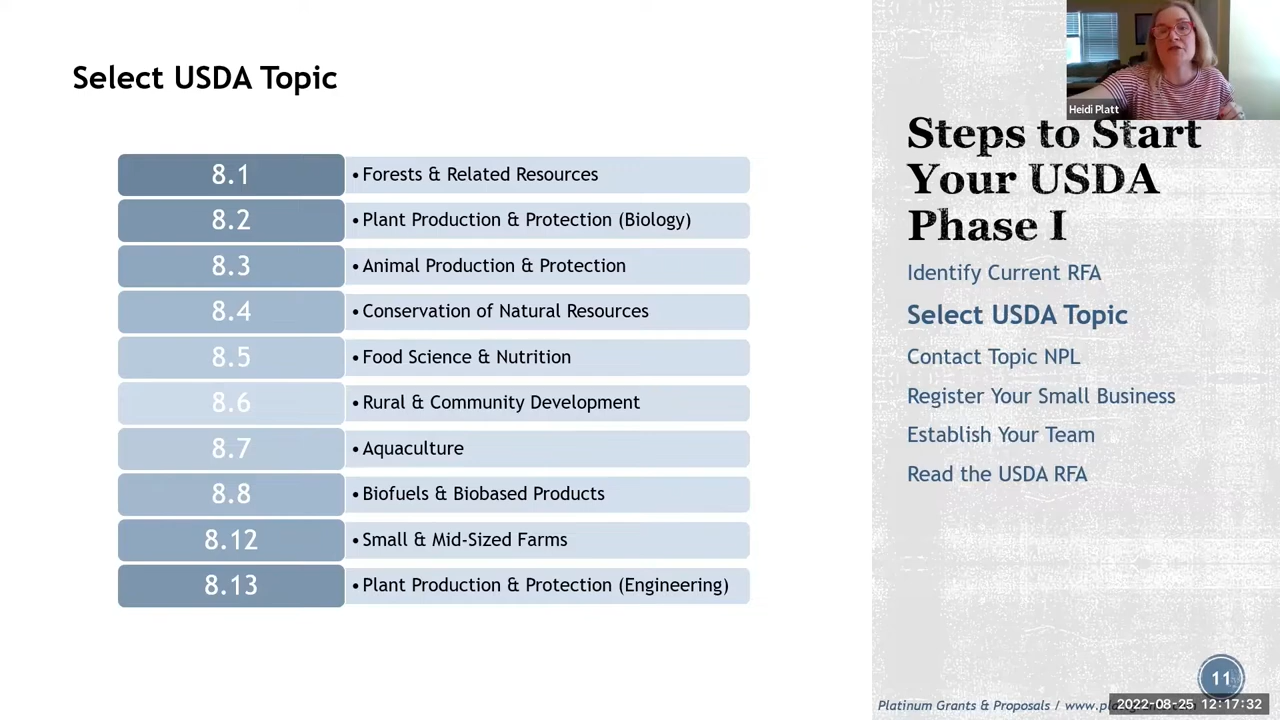 Select USDA Topic
8.1
• Forests & Related Resources
8.2
• Plant Production & Protection (Biology)
8.3
• Animal Production & Protection
8.4
• Conservation of Natural Resources
8.5
• Food Science & Nutrition
8.6
• Rural & Community Development
8.7
• Aquaculture
8.8
• Biofuels & Biobased Products
8.12
• Small & Mid-Sized Farms
8.13
• Plant Production & Protection (Engineering)
Heidi Platt
Steps to Start
Your USDA
Phase I
Identify Current RFA
Select USDA Topic
Contact Topic NPL
Register Your Small Business
Establish Your Team
Read the USDA RFA
11
Platinum Grants & Proposals /
2022-08-25 12:17:32